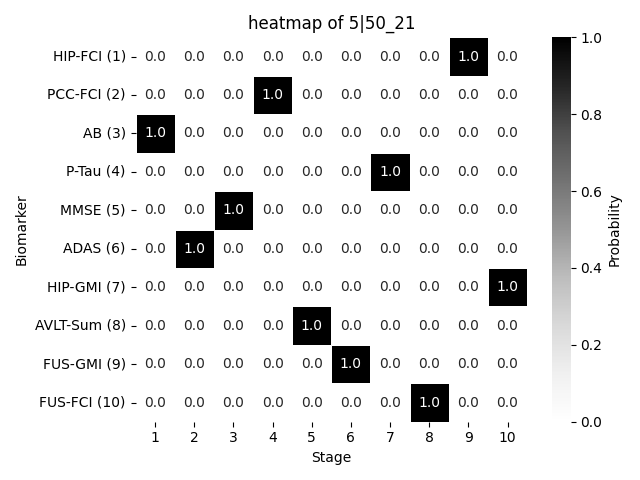 heatmap of 5|50_21
HIP-FCI (1) 0.0 0.0 0.0 0.0 0.0 0.0 0.0 0.0 1.0 0.0
PCC-FCI (2) 0.0 0.0 0.0 1.0 0.0 0.0 0.0 0.0 0.0 0.0
AB (3) 1.0 0.0 0.0 0.0 0.0 0.0 0.0 0.0 0.0 0.0
P-Tau (4) 0.0 0.0 0.0 0.0 0.0 0.0 1.0 0.0 0.0 0.0
MMSE (5) 0.0 0.0 1.0 0.0 0.0 0.0 0.0 0.0 0.0 0.0
ADAS (6) 0.0 1.0 0.0 0.0 0.0 0.0 0.0 0.0 0.0 0.0
HIP-GMI (7) 0.0 0.0 0.0 0.0 0.0 0.0 0.0 0.0 0.0 1.0
AVLT-Sum (8) 0.0 0.0 0.0 0.0 1.0 0.0 0.0 0.0 0.0 0.0
FUS-GMI (9) 0.0 0.0 0.0 0.0 0.0 1.0 0.0 0.0 0.0 0.0
FUS-FCI (10) 0.0 0.0 0.0 0.0 0.0 0.0 0.0 1.0 0.0 0.0
1 2 3 4 5 6 7 8 9 10
Stage
Biomarker
1.0
0.8
0.6
0.4
0.2
0.0
Probability